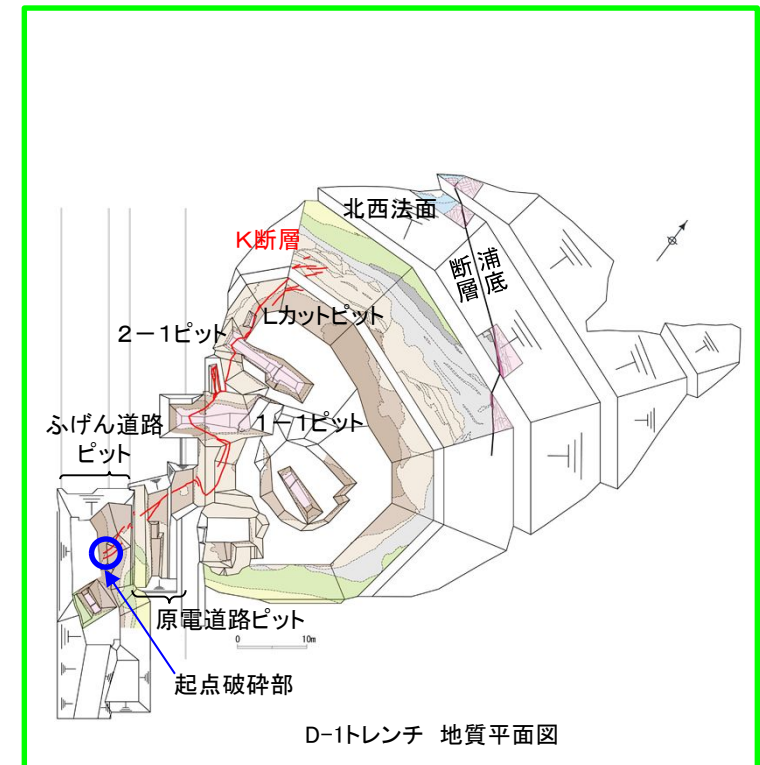 北西法面
K断層
浦底
断層
Lカットピット
2－1ピット
ふげん道路
ピット
1－1ピット
原電道路ピット
0 10m
起点破砕部
D-1トレンチ 地質平面図